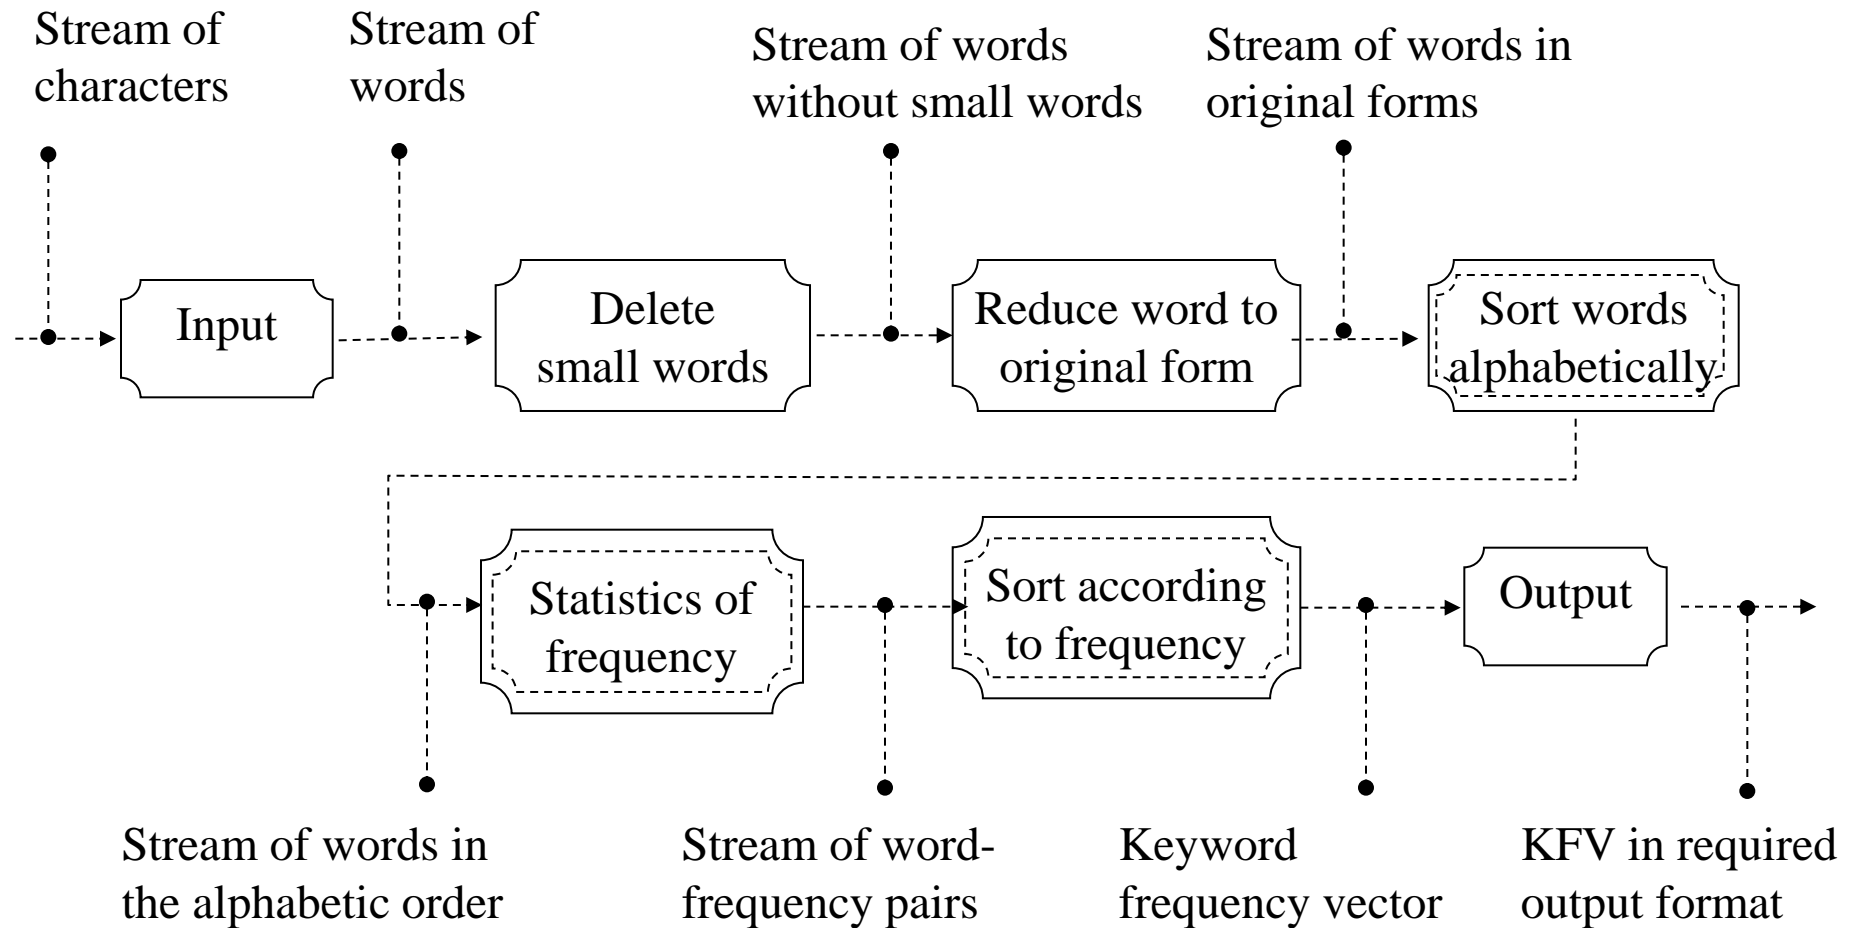 Stream of
characters
Stream of
words
Stream of words
without small words
Stream of words in
original forms
Input
Delete
small words
Reduce word to
original form
Sort words
alphabetically
Statistics of
frequency
Sort according
to frequency
Output
Stream of words in
the alphabetic order
Stream of word-
frequency pairs
Keyword
frequency vector
KFV in required
output format